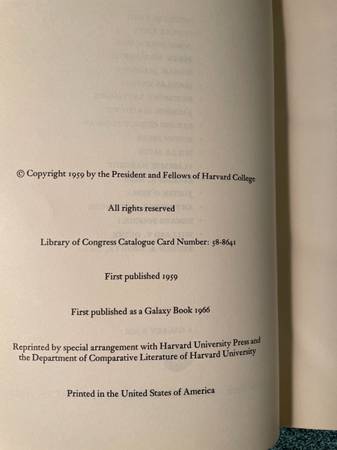 © Copyright 1959 by the President and Fellows of Harvard College
All rights reserved
Library of Congress Catalogue Card Number: 58-8641
First published 1959
First published as a Galaxy Book 1966
Reprinted by special arrangement with Harvard University Press and
the Department of Comparative Literature of Harvard University
Printed in the United States of America